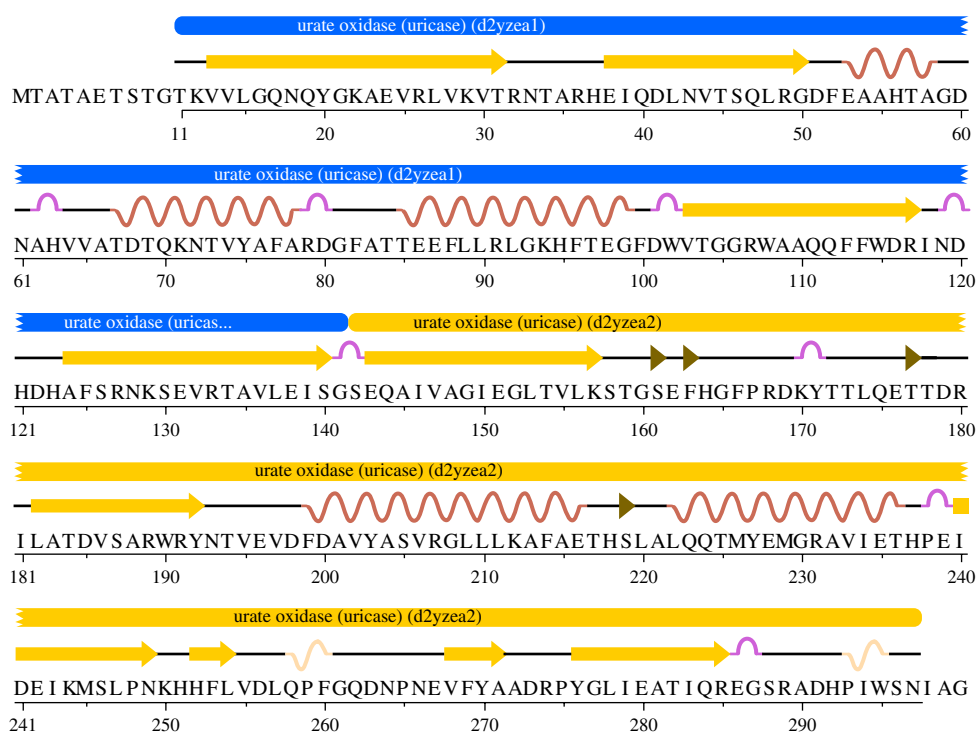 urate oxidase (uricase) (d2yzea1)
MTATAETSTGTKVVLGQNQYGKAEVRLVKVTRNTARHEIQDLNVTSQLRGDFEAAHTAGD
11 20 30 40 50 60
urate oxidase (uricase) (d2yzea1)
NAHVVATDTQKNTVYAFARDGFATTEEFLLRLGKHFTEGFDWVTGGRWAAQQFFWDRIND
61 70 80 90 100 110 120
urate oxidase (uricas... urate oxidase (uricase) (d2yzea2)
HDHAFSRNKSEVRTAVLEISGSEQAIVAGIEGLTVLKSTGSEFHGFPRDKYTTLQETTDR
121 130 140 150 160 170 180
urate oxidase (uricase) (d2yzea2)
ILATDVSARWRYNTVEVDFDAVYASVRGLLLKAFAETHSLALQQTMYEMGRAVIETHPEI
181 190 200 210 220 230 240
urate oxidase (uricase) (d2yzea2)
DEIKMSLPNKHHFLVDLQPFGQDNPNEVFYAADRPYGLIEATIQREGSRADHPIWSNIAG
241 250 260 270 280 290